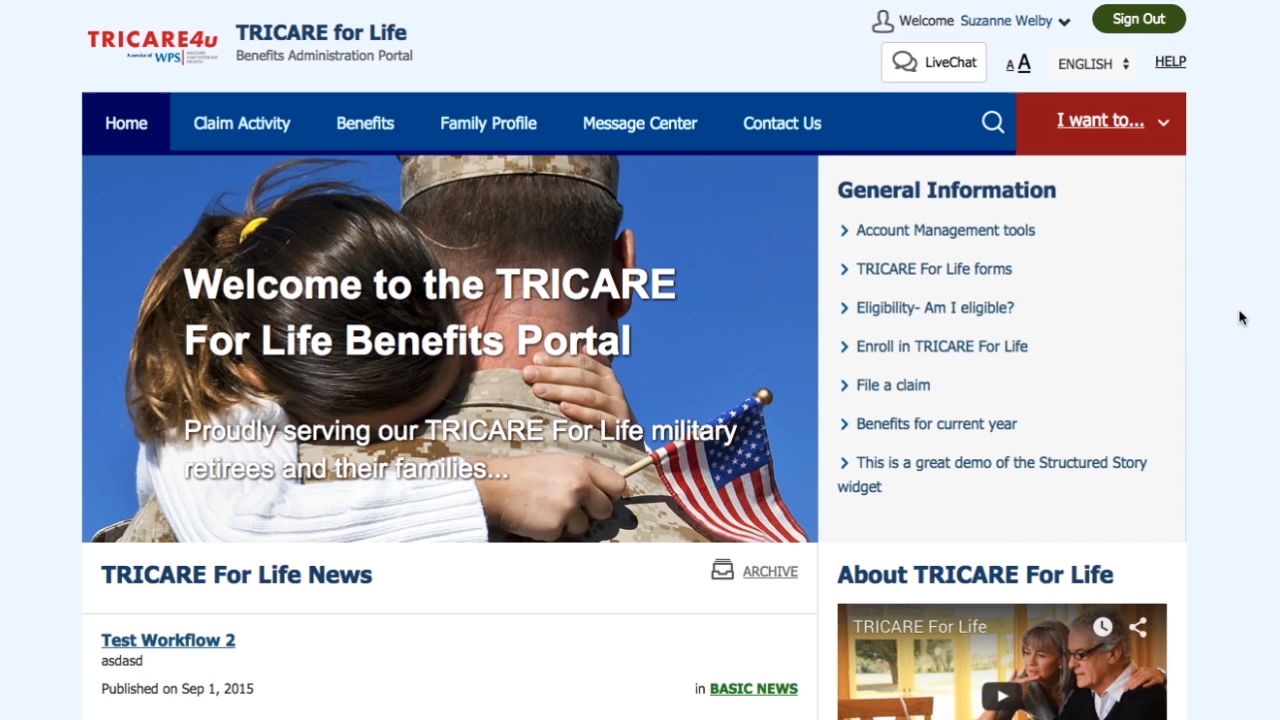 TRICARE4u
A service of WPS
TRICARE for Life
Benefits Administration Portal
Welcome Suzanne Welby
Sign Out
LiveChat
A A
ENGLISH
HELP
Home
Claim Activity
Benefits
Family Profile
Message Center
Contact Us
I want to...
Welcome to the TRICARE
For Life Benefits Portal
Proudly serving our TRICARE For Life military
retirees and their families...
General Information
Account Management tools
TRICARE For Life forms
Eligibility- Am I eligible?
Enroll in TRICARE For Life
File a claim
Benefits for current year
This is a great demo of the Structured Story
widget
TRICARE For Life News
ARCHIVE
Test Workflow 2
asdasd
Published on Sep 1, 2015
in BASIC NEWS
About TRICARE For Life
TRICARE For Life